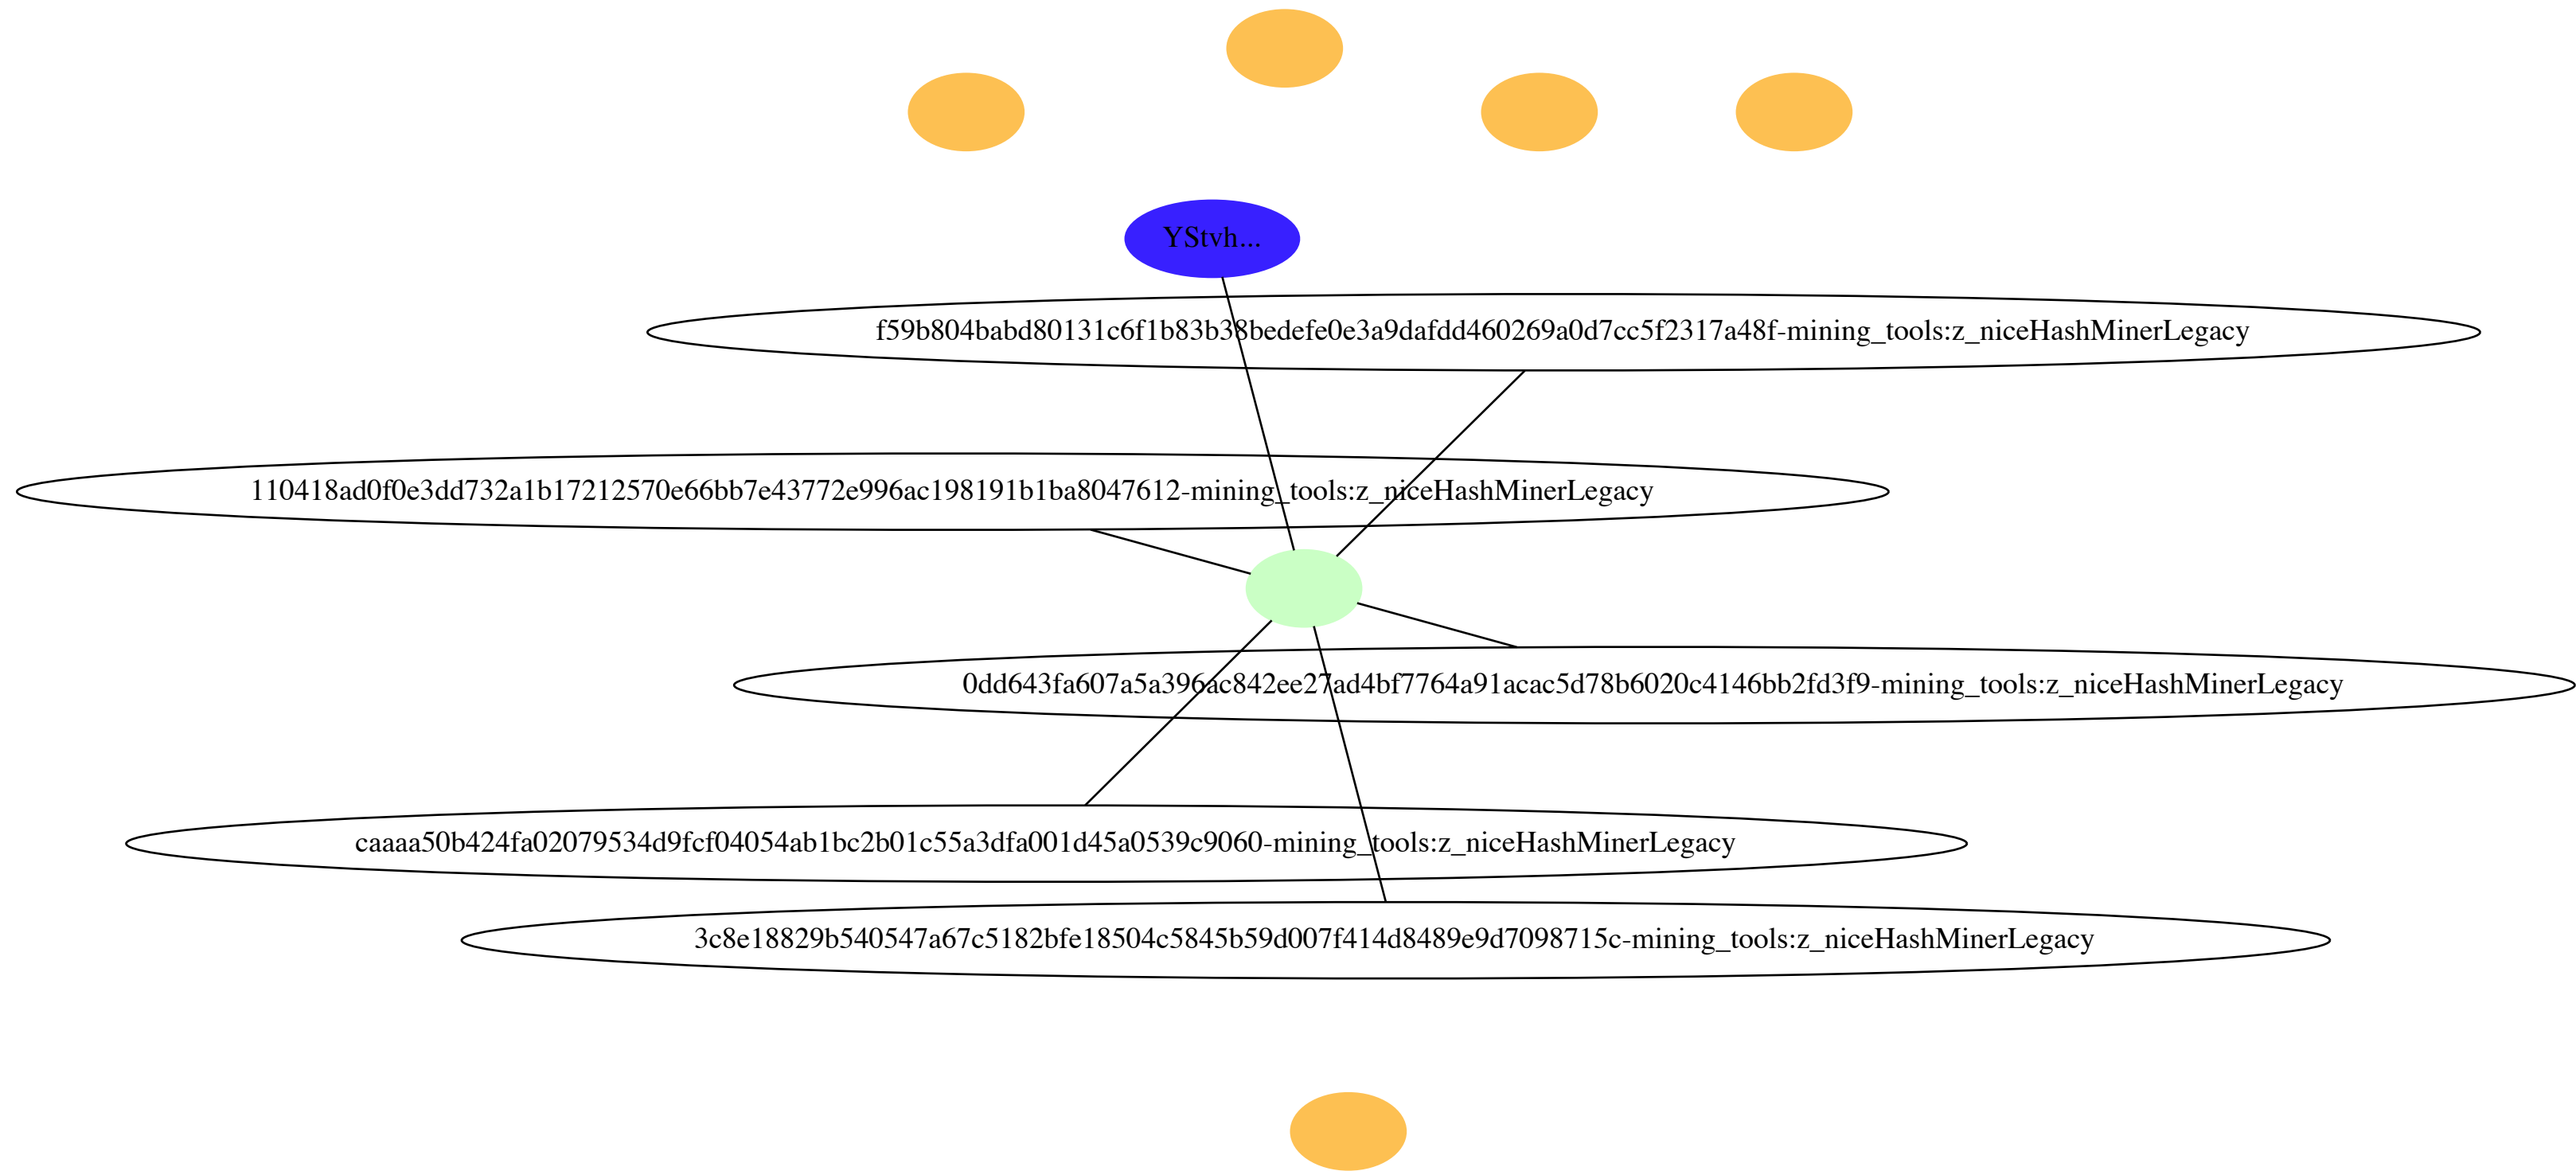 YStvh...
f59b804babd80131c6f1b83b38bedefe0e3a9dafdd460269a0d7cc5f2317a48f-mining_tools:z_niceHashMinerLegacy
110418ad0f0e3dd732a1b17212570e66bb7e43772e996ac198191b1ba8047612-mining_tools:z_niceHashMinerLegacy
0dd643fa607a5a396ac842ee27ad4bf7764a91acac5d78b6020c4146bb2fd3f9-mining_tools:z_niceHashMinerLegacy
caaaa50b424fa02079534d9fcf04054ab1bc2b01c55a3dfa001d45a0539c9060-mining_tools:z_niceHashMinerLegacy
3c8e18829b540547a67c5182bfe18504c5845b59d007f414d8489e9d7098715c-mining_tools:z_niceHashMinerLegacy